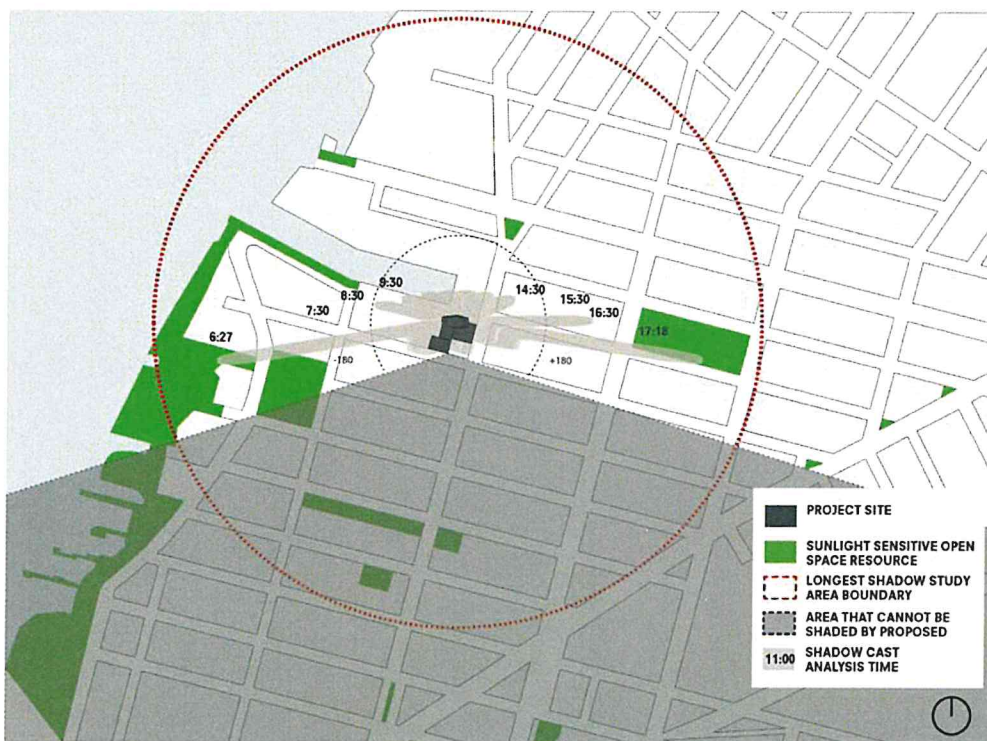 9:30
14:30
8:30
15:30
7:30
16:30
6:27
17:18
-180
+180
PROJECT SITE
SUNLIGHT SENSITIVE OPEN
SPACE RESOURCE
LONGEST SHADOW STUDY
AREA BOUNDARY
AREA THAT CANNOT BE
SHADED BY PROPOSED
11:00
SHADOW CAST
ANALYSIS TIME